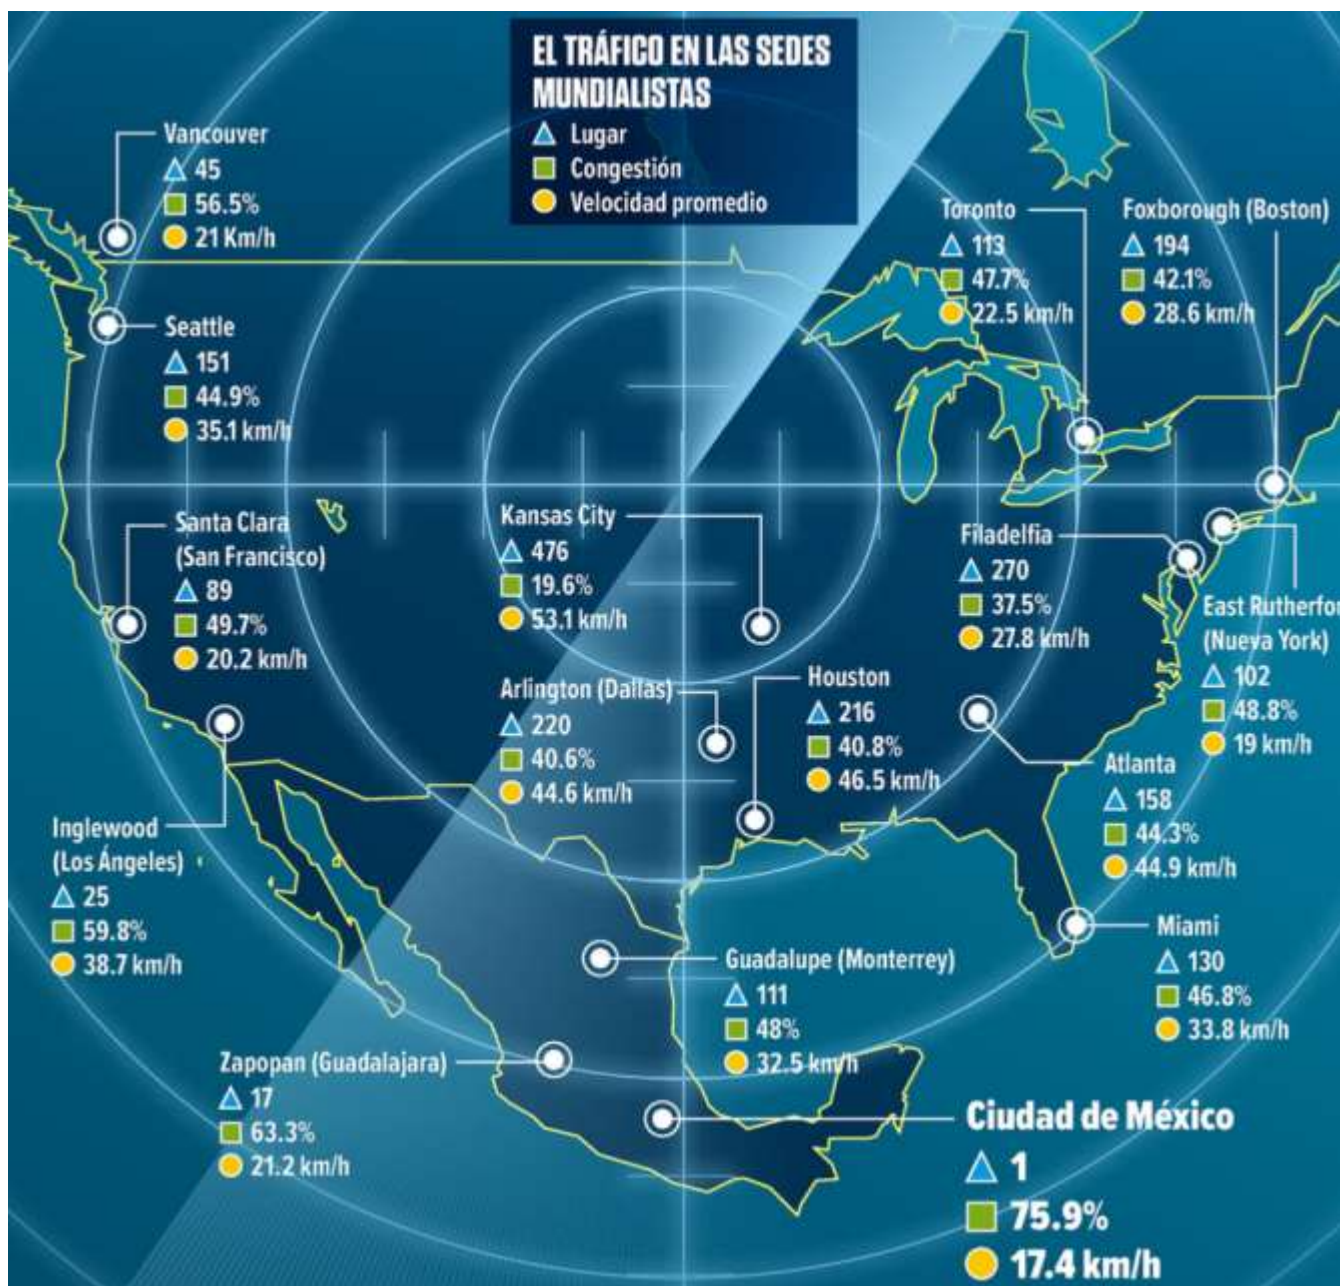 EL TRÁFICO EN LAS SEDES
MUNDIALISTAS
Lugar
Congestión
Velocidad promedio
Vancouver
45
56.5%
21 Km/h
Seattle
151
44.9%
35.1 km/h
Santa Clara
(San Francisco)
89
49.7%
20.2 km/h
Inglewood
(Los Ángeles)
25
59.8%
38.7 km/h
Kansas City
476
19.6%
53.1 km/h
Arlington (Dallas)
220
40.6%
44.6 km/h
Houston
216
40.8%
46.5 km/h
Toronto
113
47.7%
22.5 km/h
Foxborough (Boston)
194
42.1%
28.6 km/h
Filadelfia
270
37.5%
27.8 km/h
East Rutherfor
(Nueva York)
102
48.8%
19 km/h
Atlanta
158
44.3%
44.9 km/h
Miami
130
46.8%
33.8 km/h
Guadalupe (Monterrey)
111
48%
32.5 km/h
Zapopan (Guadalajara)
17
63.3%
21.2 km/h
Ciudad de México
1
75.9%
17.4 km/h